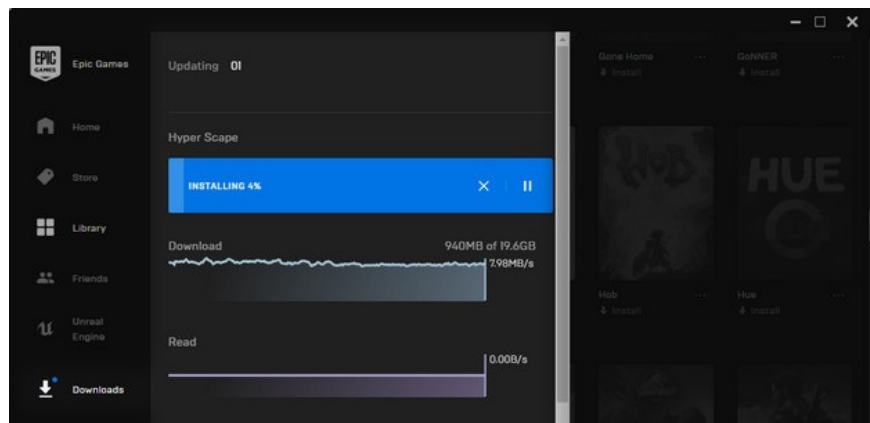 EPIC
GAMES
Epic Games
Home
Store
Library
Friends
Unreal
Engine
Downloads
Updating 01
Hyper Scape
INSTALLING 4%
Download 940MB of 19.6GB
7.98MB/s
Read
0.00B/s
Gone Home ...
Install
GoNNER ...
Install
HOB
HUE
Hob ...
Install
Hue ...
Install